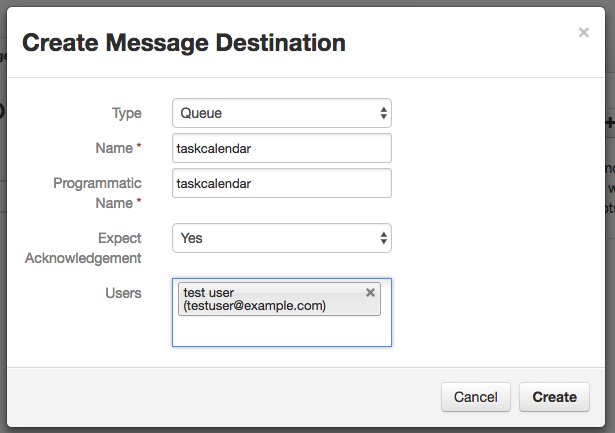 Create Message Destination
×
Type
Queue
Name *
taskcalendar
Programmatic
Name *
taskcalendar
Expect
Acknowledgement
Yes
Users
test user
(testuser@example.com)
Cancel
Create